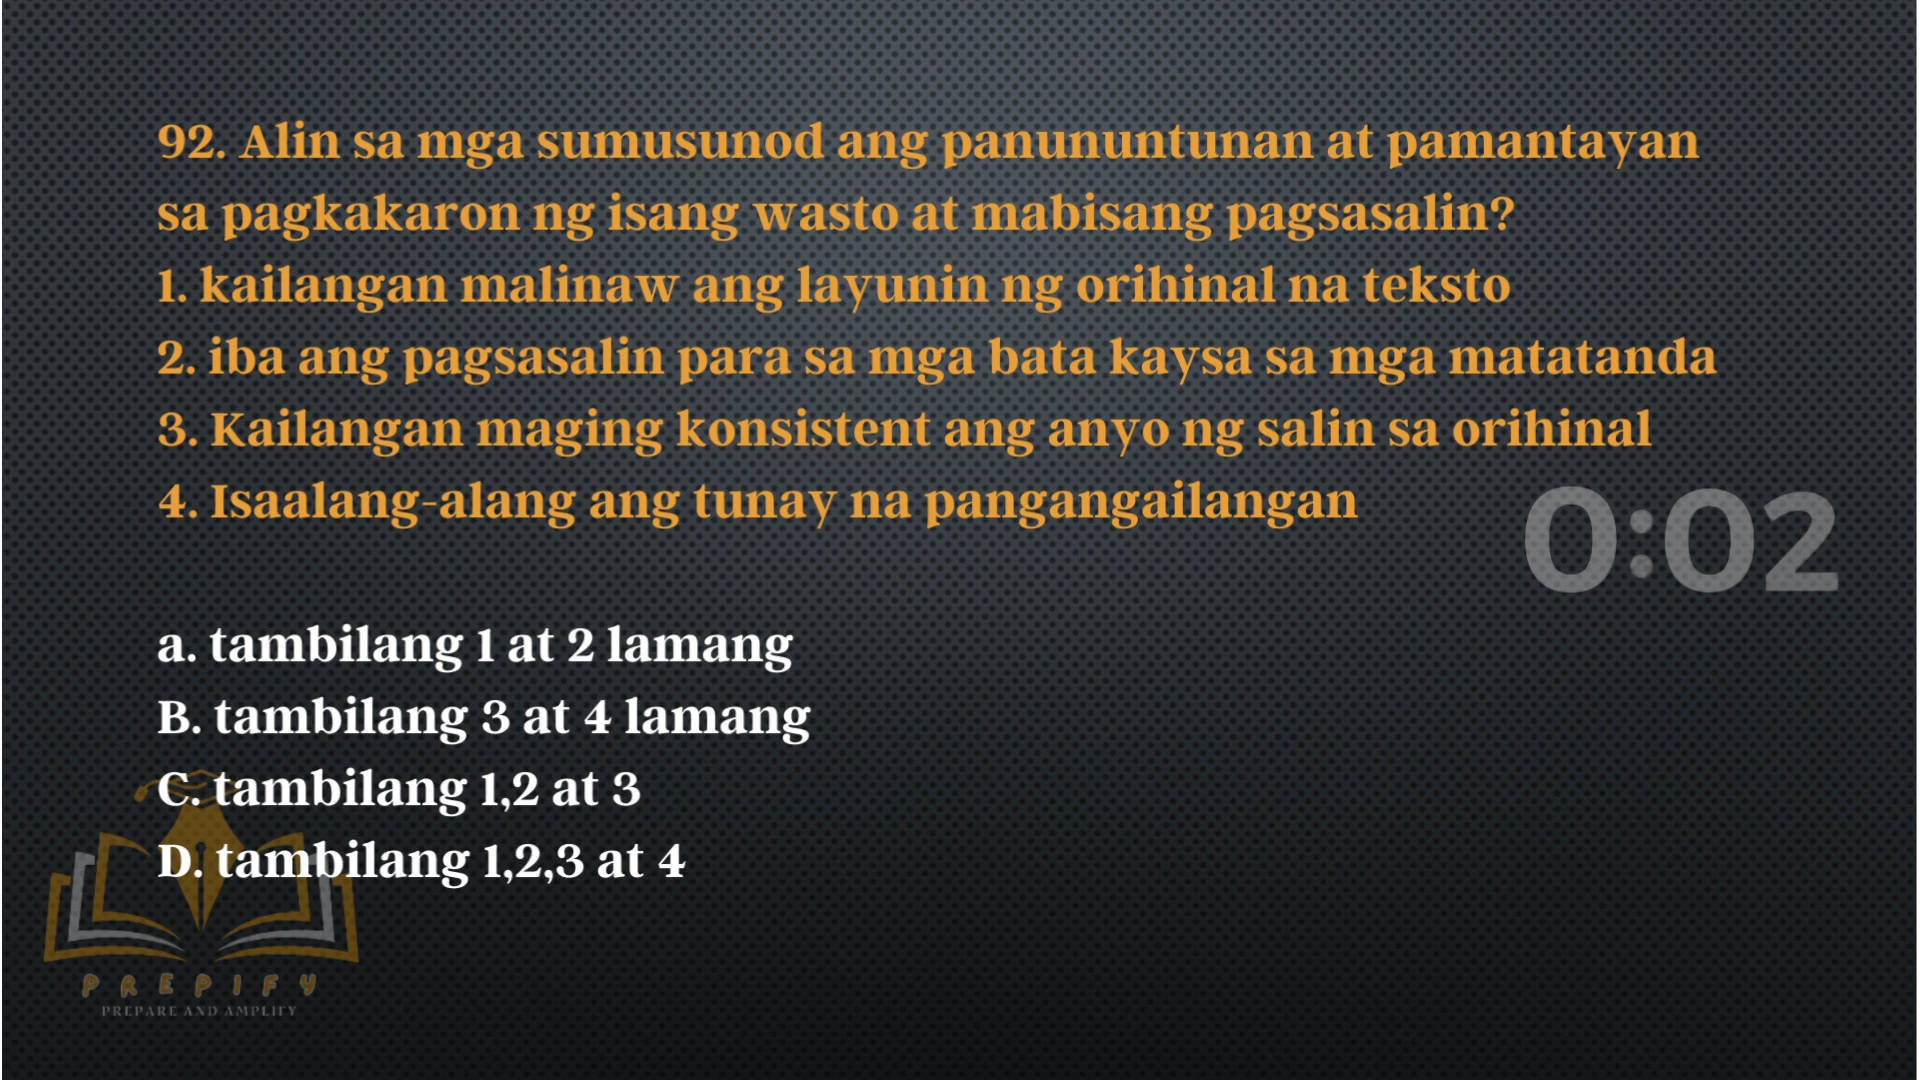 92. Alin sa mga sumusunod ang panununtunan at pamantayan
sa pagkakaron ng isang wasto at mabisang pagsasalin?
1. kailangan malinaw ang layunin ng orihinal na teksto
2. iba ang pagsasalin para sa mga bata kaysa sa mga matatanda
3. Kailangan maging konsistent ang anyo ng salin sa orihinal
4. Isaalang-alang ang tunay na pangangailangan
0:02
a. tambilang 1 at 2 lamang
B. tambilang 3 at 4 lamang
C. tambilang 1,2 at 3
D. tambilang 1,2,3 at 4
PREPIFY
PREPARE AND AMPLIFY